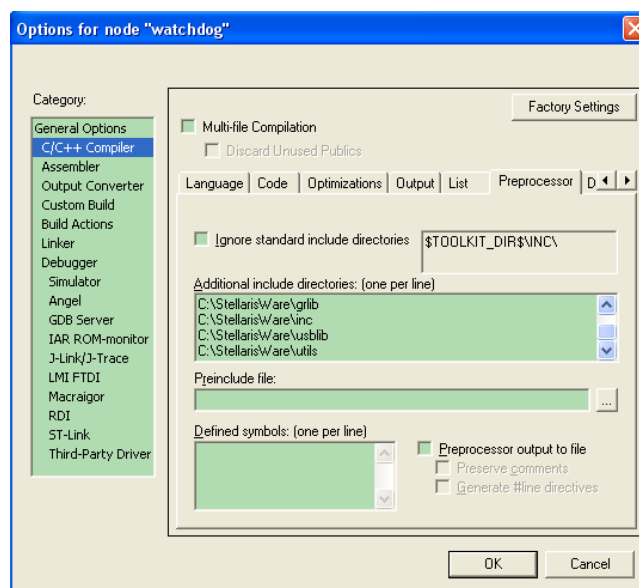 Options for node "watchdog"
Category:
General Options
C/C++ Compiler
Assembler
Output Converter
Custom Build
Build Actions
Linker
Debugger
Simulator
Angel
GDB Server
IAR ROM-monitor
J-Link/J-Trace
LMI FTDI
Macraigor
RDI
ST-Link
Third-Party Driver
Factory Settings
Multi-file Compilation
Discard Unused Publics
Language Code Optimizations Output List Preprocessor D
Ignore standard include directories $TOOLKIT_DIR$\INC\
Additional include directories: (one per line)
C:\StellarisWare\grlib
C:\StellarisWare\inc
C:\StellarisWare\usblib
C:\StellarisWare\utils
Preinclude file:
...
Defined symbols: (one per line)
Preprocessor output to file
Preserve comments
Generate #line directives
OK Cancel